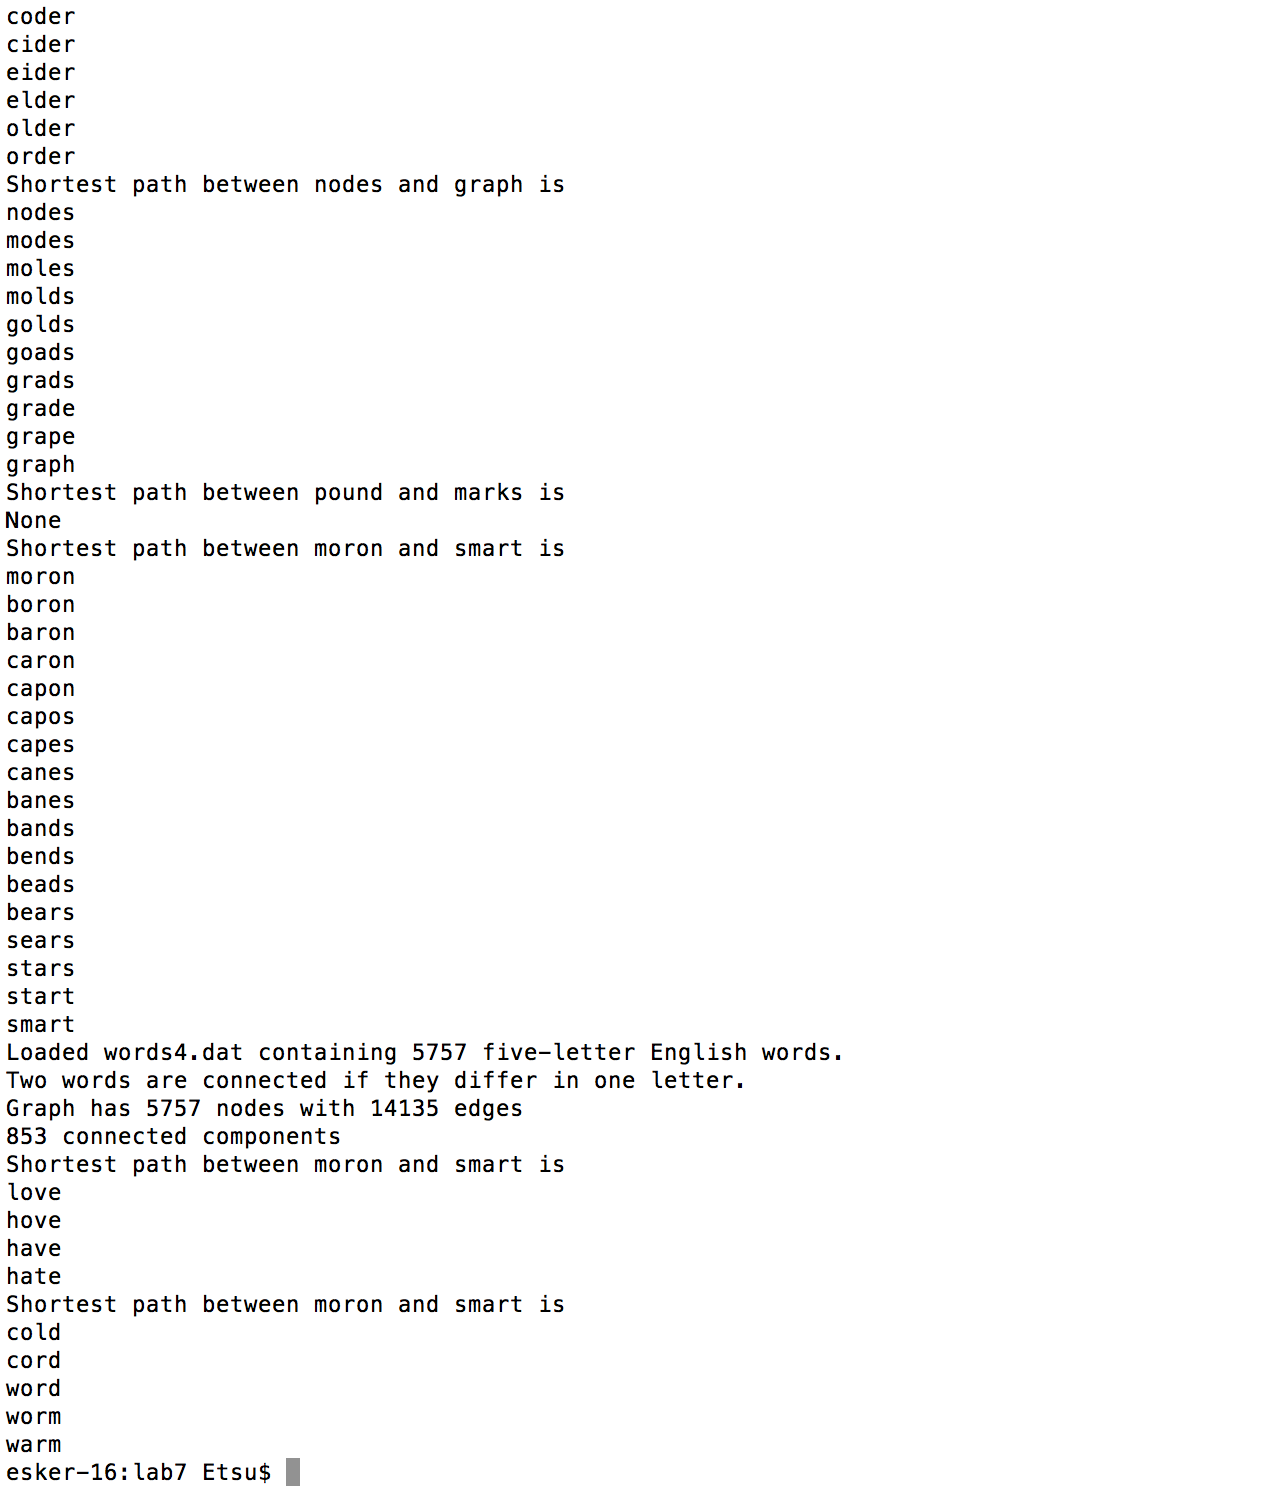 coder
cider
eider
elder
older
order
Shortest path between nodes and graph is
nodes
modes
moles
molds
golds
goads
grads
grade
grape
graph
Shortest path between pound and marks is
None
Shortest path between moron and smart is
moron
boron
baron
caron
capon
capos
capes
canes
banes
bands
bends
beads
bears
sears
stars
start
smart
Loaded words4.dat containing 5757 five-letter English words.
Two words are connected if they differ in one letter.
Graph has 5757 nodes with 14135 edges
853 connected components
Shortest path between moron and smart is
love
hove
have
hate
Shortest path between moron and smart is
cold
cord
word
worm
warm
esker-16:lab7 Etsu$